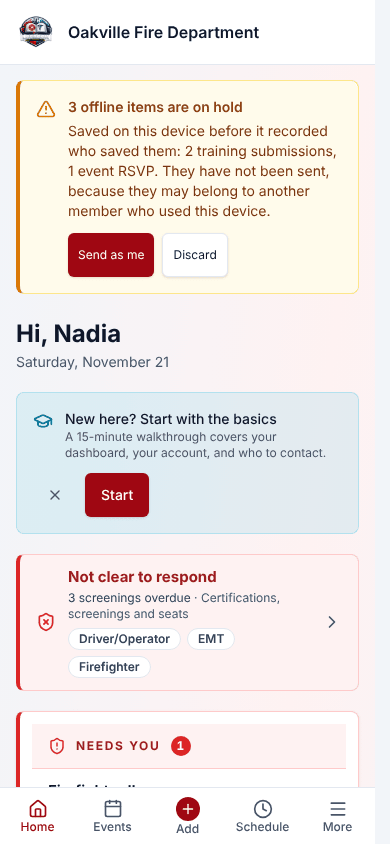 Oakville Fire Department
3 offline items are on hold
Saved on this device before it recorded
who saved them: 2 training submissions,
1 event RSVP. They have not been sent,
because they may belong to another
member who used this device.
Send as me
Discard
Hi, Nadia
Saturday, November 21
New here? Start with the basics
A 15-minute walkthrough covers your
dashboard, your account, and who to contact.
Start
Not clear to respond
3 screenings overdue · Certifications,
screenings and seats
Driver/Operator
EMT
Firefighter
NEEDS YOU 1
Home
Events
Add
Schedule
More